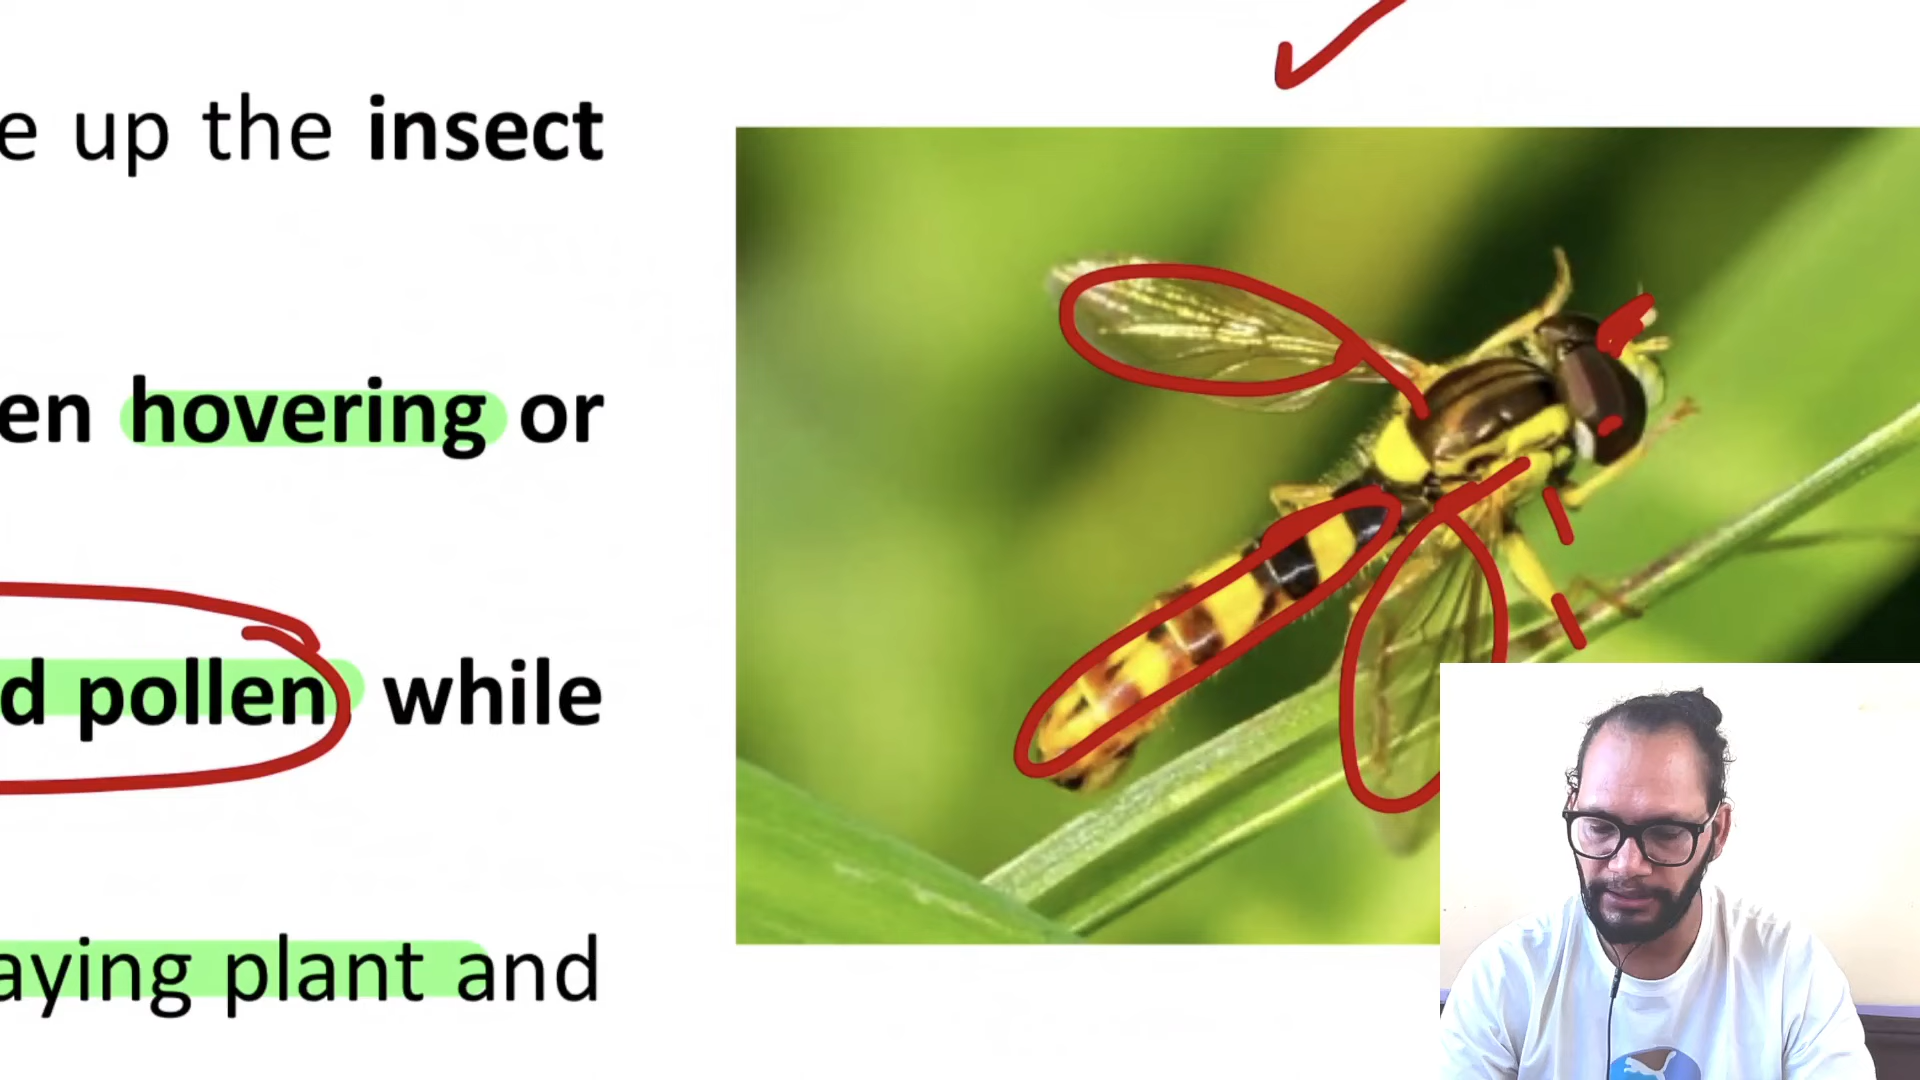 e up the insect
en hovering or
d pollen while
aying plant and